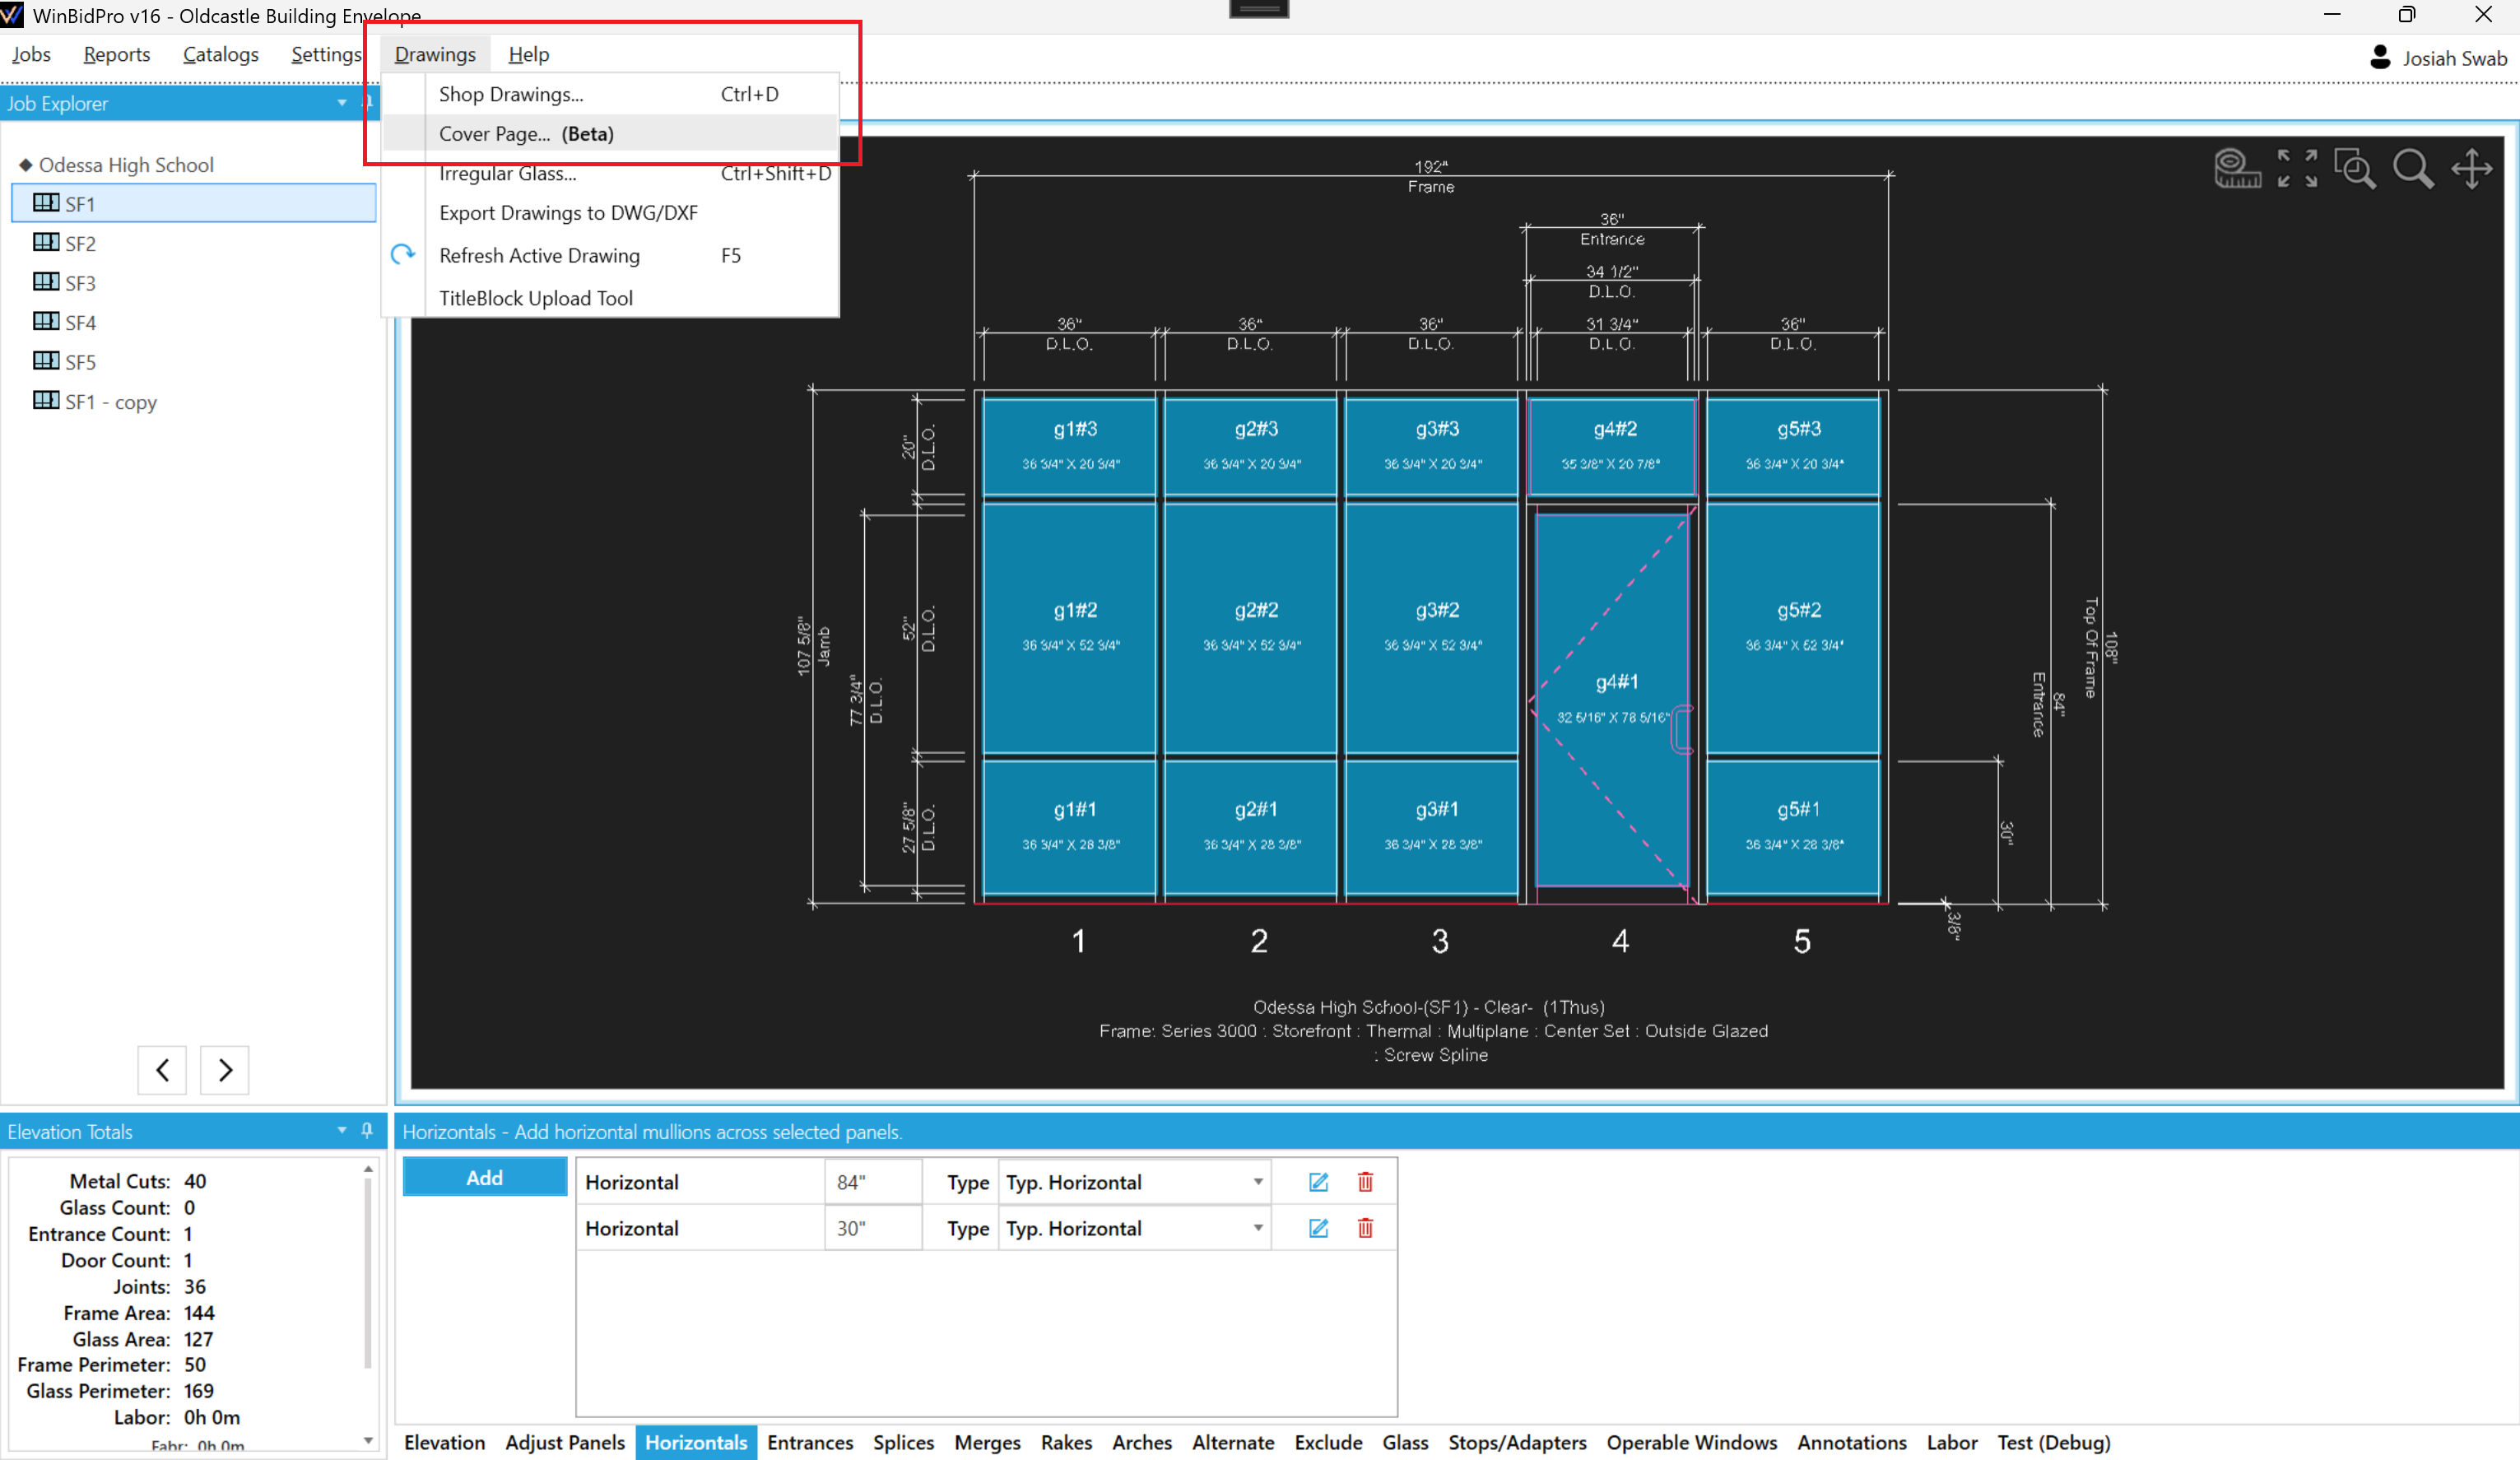 WinBidPro v16 - Oldcastle Building Envelope
Jobs Reports Catalogs Settings Drawings Help
Josiah Swab
Shop Drawings... Ctrl+D
Cover Page... (Beta)
Irregular Glass... Ctrl+Shift+D
Export Drawings to DWG/DXF
Refresh Active Drawing F5
TitleBlock Upload Tool
Job Explorer
Odessa High School
SF1
SF2
SF3
SF4
SF5
SF1 - copy
192"
Frame
36"
Entrance
34 1/2"
D.L.O.
36" 36" 36" 31 3/4" 36"
D.L.O. D.L.O. D.L.O. D.L.O. D.L.O.
g1#3 g2#3 g3#3 g4#2 g5#3
36 3/4" X 20 3/4" 36 3/4" X 20 3/4" 36 3/4" X 20 3/4" 35 3/8" X 20 7/8" 36 3/4" X 20 3/4"
g1#2 g2#2 g3#2 g5#2
36 3/4" X 52 3/4" 36 3/4" X 52 3/4" 36 3/4" X 52 3/4" 36 3/4" X 52 3/4"
g4#1
32 5/16" X 78 5/16"
g1#1 g2#1 g3#1 g5#1
36 3/4" X 28 3/8" 36 3/4" X 28 3/8" 36 3/4" X 28 3/8" 36 3/4" X 28 3/8"
107 5/8"
Jamb
77 3/4"
D.L.O.
20"
D.L.O.
52"
D.L.O.
27 5/8"
D.L.O.
108"
Top Of Frame
84"
Entrance
30"
3/8"
1 2 3 4 5
Odessa High School-(SF1) - Clear- (1Thus)
Frame: Series 3000 : Storefront : Thermal : Multiplane : Center Set : Outside Glazed
: Screw Spline
Elevation Totals
Metal Cuts: 40
Glass Count: 0
Entrance Count: 1
Door Count: 1
Joints: 36
Frame Area: 144
Glass Area: 127
Frame Perimeter: 50
Glass Perimeter: 169
Labor: 0h 0m
Fabr: 0h 0m
Horizontals - Add horizontal mullions across selected panels.
Add
Horizontal 84" Type Typ. Horizontal
Horizontal 30" Type Typ. Horizontal
Elevation Adjust Panels Horizontals Entrances Splices Merges Rakes Arches Alternate Exclude Glass Stops/Adapters Operable Windows Annotations Labor Test (Debug)